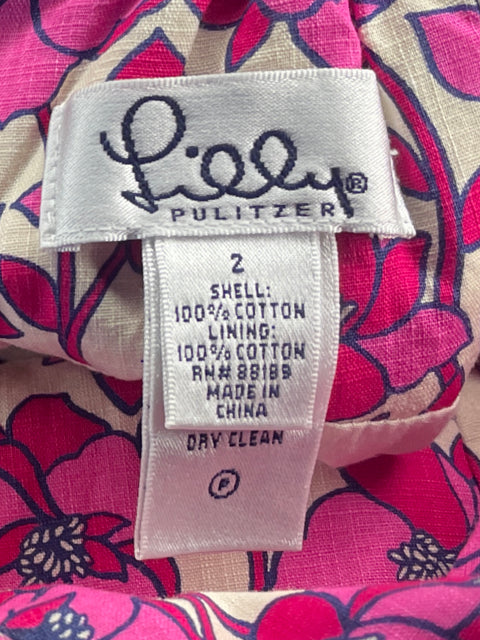 Lilly®
PULITZER
2
SHELL:
100% COTTON
LINING:
100% COTTON
RN# 88189
MADE IN
CHINA
DRY CLEAN
P